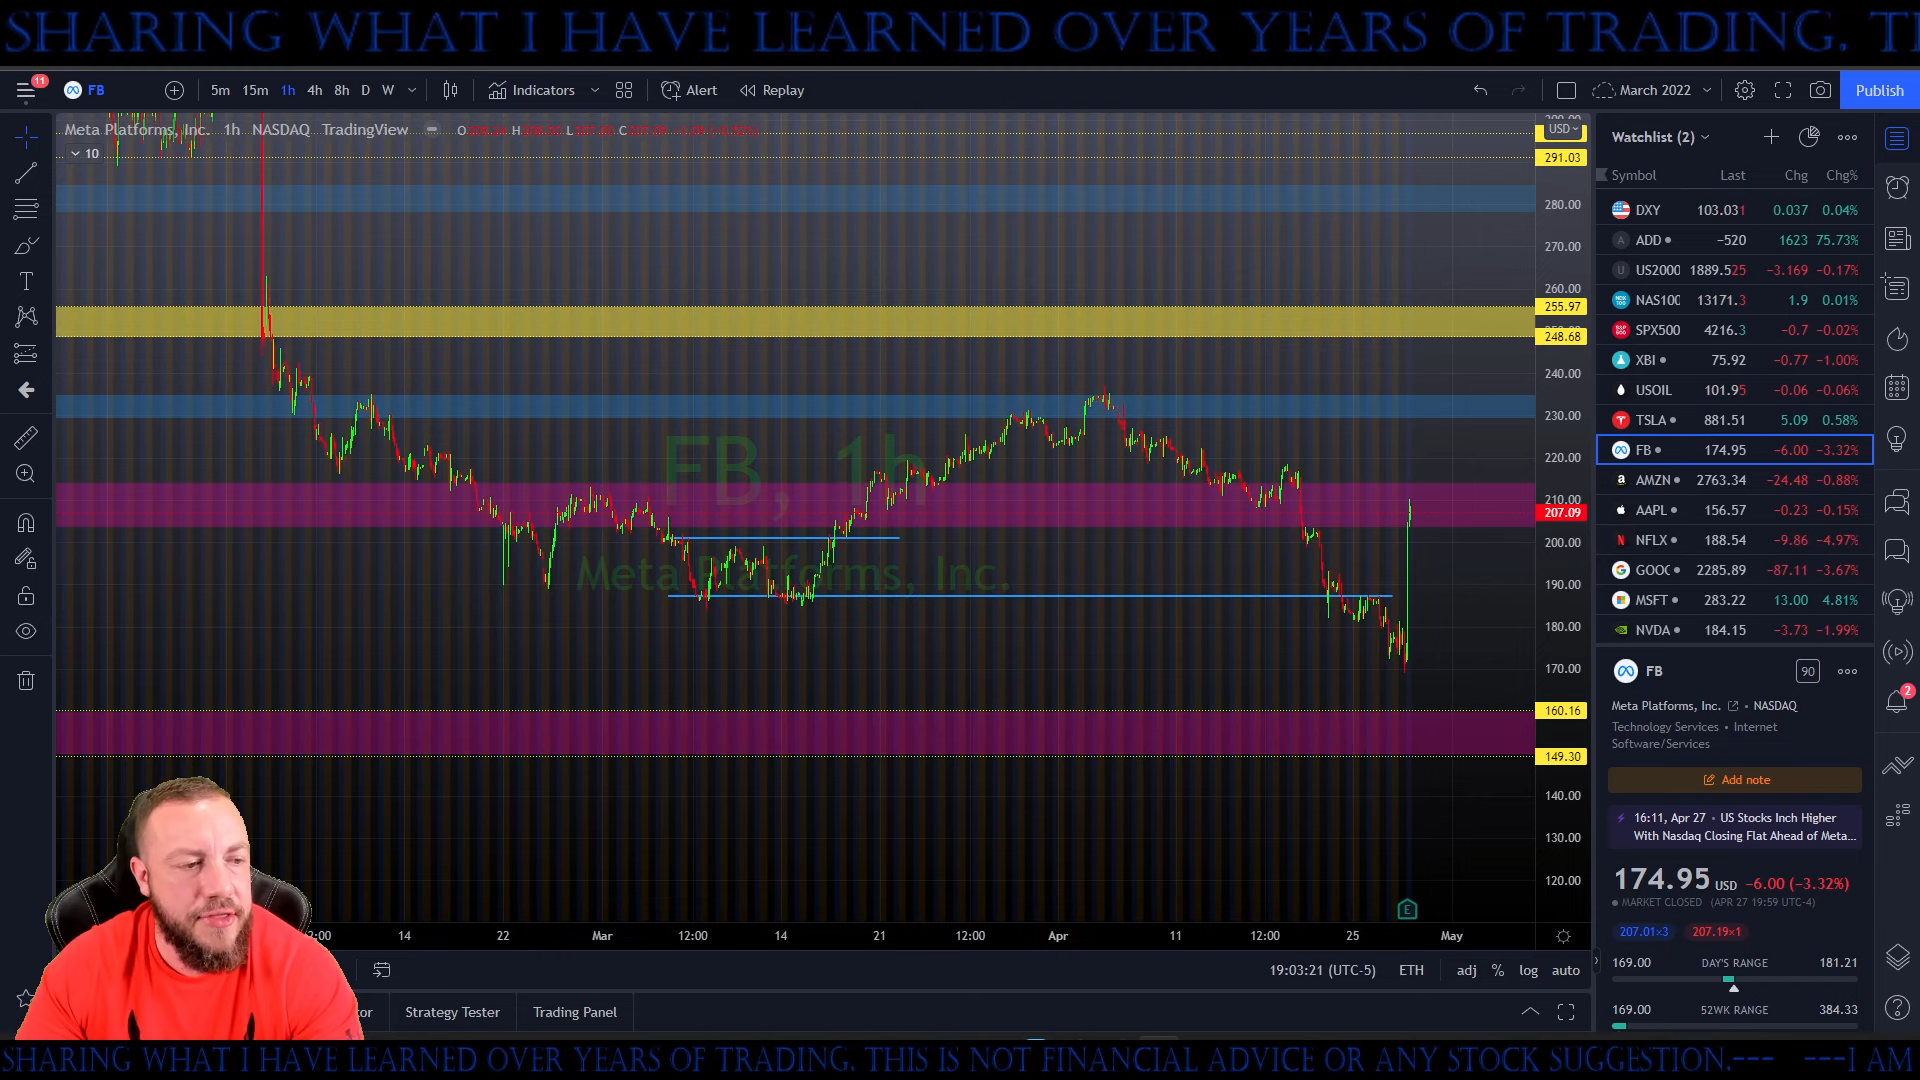 SHARING WHAT I HAVE LEARNED OVER YEARS OF TRADING.
11 FB 5m 15m 1h 4h 8h D W Indicators Alert Replay March 2022 Publish
Meta Platforms, Inc. 1h NASDAQ TradingView O H L C USD
10
291.03
280.00
270.00
260.00
255.97
248.68
240.00
230.00
220.00
210.00
207.09
200.00
190.00
180.00
170.00
160.16
149.30
140.00
130.00
120.00
FB, 1h
Meta Platforms, Inc.
E
2:00 14 22 Mar 12:00 14 21 12:00 Apr 11 12:00 25 May
19:03:21 (UTC-5) ETH adj % log auto
tor Strategy Tester Trading Panel
Watchlist (2)
Symbol Last Chg Chg%
DXY 103.031 0.037 0.04%
A ADD −520 1623 75.73%
U US2000 1889.525 −3.169 −0.17%
NAS100 13171.3 1.9 0.01%
SPX500 4216.3 −0.7 −0.02%
XBI 75.92 −0.77 −1.00%
USOIL 101.95 −0.06 −0.06%
TSLA 881.51 5.09 0.58%
FB 174.95 −6.00 −3.32%
a AMZN 2763.34 −24.48 −0.88%
AAPL 156.57 −0.23 −0.15%
N NFLX 188.54 −9.86 −4.97%
G GOOG 2285.89 −87.11 −3.67%
MSFT 283.22 13.00 4.81%
NVDA 184.15 −3.73 −1.99%
FB 90
Meta Platforms, Inc. • NASDAQ
Technology Services • Internet
Software/Services
Add note
16:11, Apr 27 • US Stocks Inch Higher
With Nasdaq Closing Flat Ahead of Meta...
174.95 USD −6.00 (−3.32%)
MARKET CLOSED (APR 27 19:59 UTC-4)
207.01×3 207.19×1
169.00 DAY'S RANGE 181.21
169.00 52WK RANGE 384.33
2
SHARING WHAT I HAVE LEARNED OVER YEARS OF TRADING. THIS IS NOT FINANCIAL ADVICE OR ANY STOCK SUGGESTION.--- ---I AM